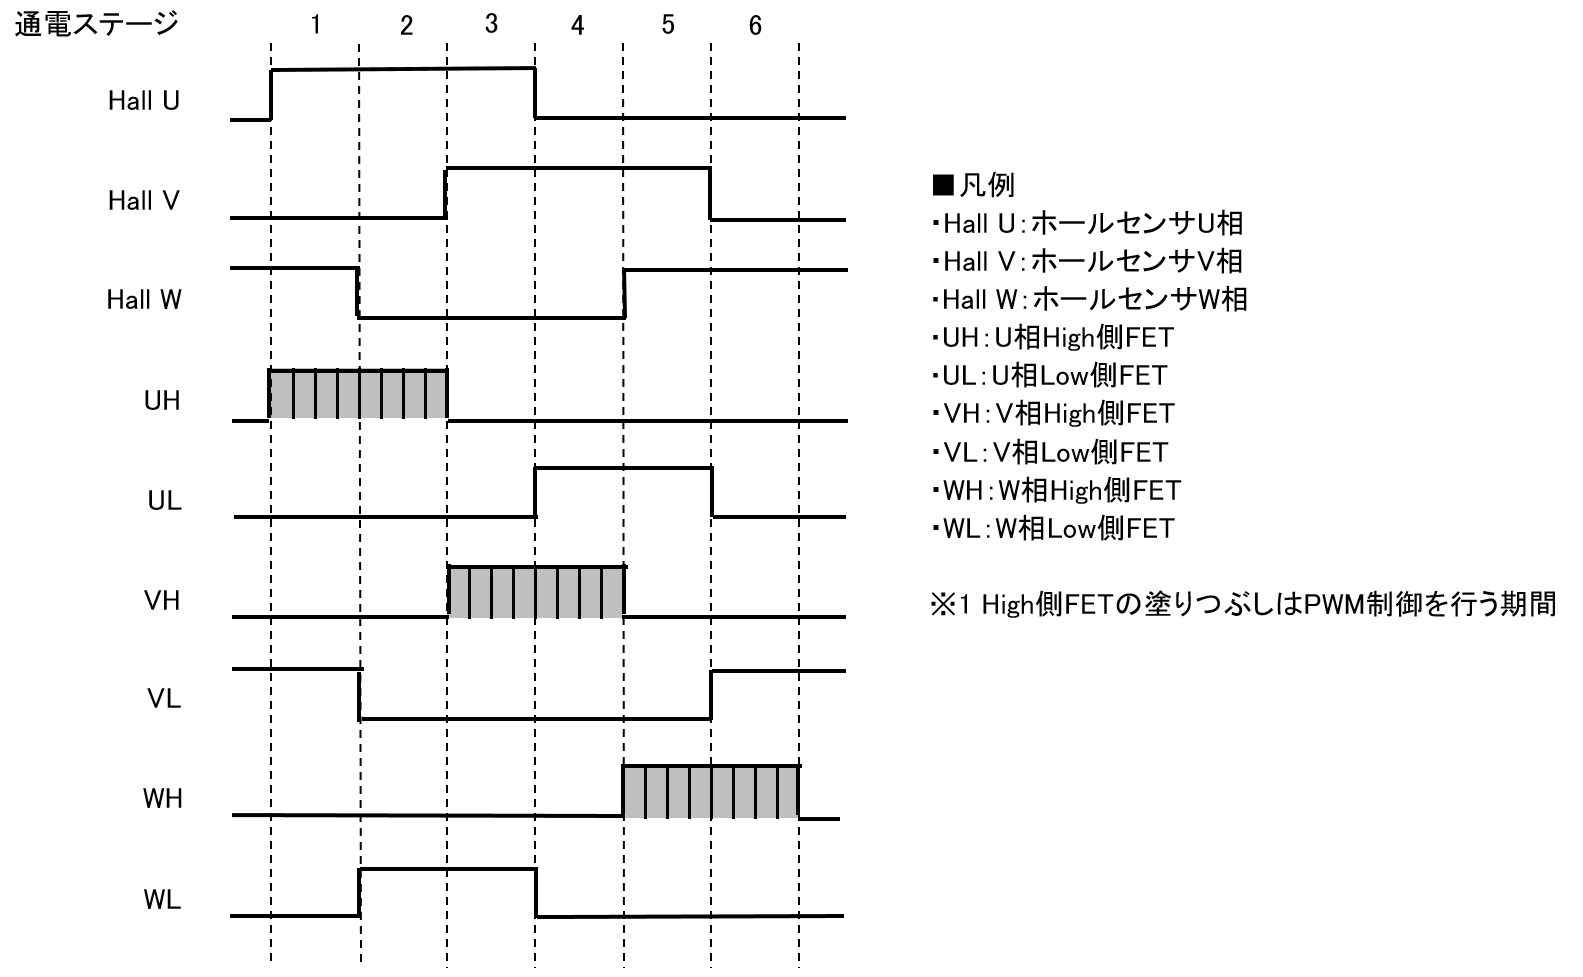 通電ステージ 1 2 3 4 5 6
Hall U
Hall V
Hall W
UH
UL
VH
VL
WH
WL
■凡例
・Hall U：ホールセンサU相
・Hall V：ホールセンサV相
・Hall W：ホールセンサW相
・UH：U相High側FET
・UL：U相Low側FET
・VH：V相High側FET
・VL：V相Low側FET
・WH：W相High側FET
・WL：W相Low側FET
※1 High側FETの塗りつぶしはPWM制御を行う期間